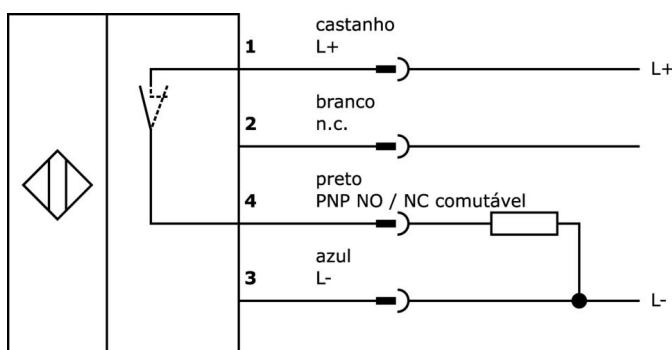 castanho
1 L+
L+
branco
2 n.c.
preto
4 PNP NO / NC comutável
azul
3 L-
L-